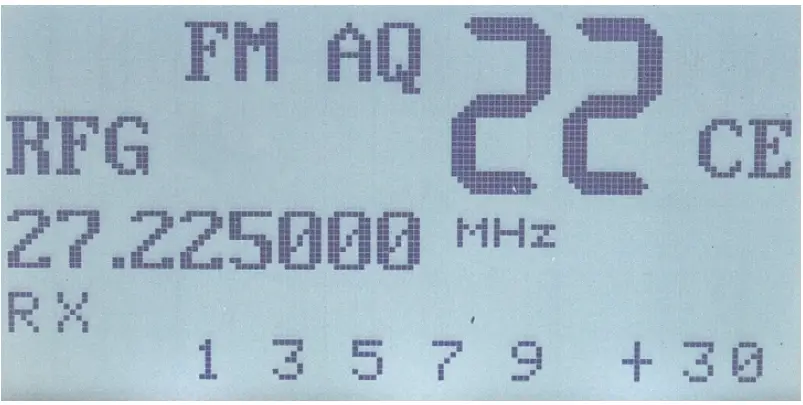 FM AQ 22
RFG CE
27.225000 MHz
RX
1 3 5 7 9 +30